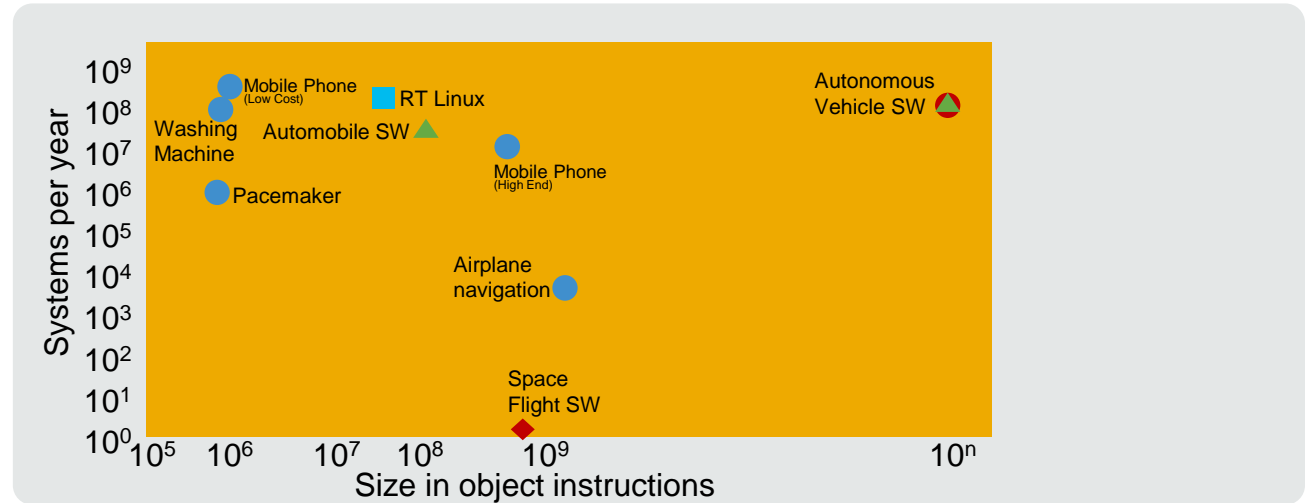 10⁹
10⁸
10⁷
10⁶
10⁵
10⁴
10³
10²
10¹
10⁰
Systems per year
Mobile Phone
(Low Cost)
Washing
Machine
Pacemaker
RT Linux
Automobile SW
Mobile Phone
(High End)
Airplane
navigation
Space
Flight SW
Autonomous
Vehicle SW
10⁵ 10⁶ 10⁷ 10⁸ 10⁹ 10ⁿ
Size in object instructions